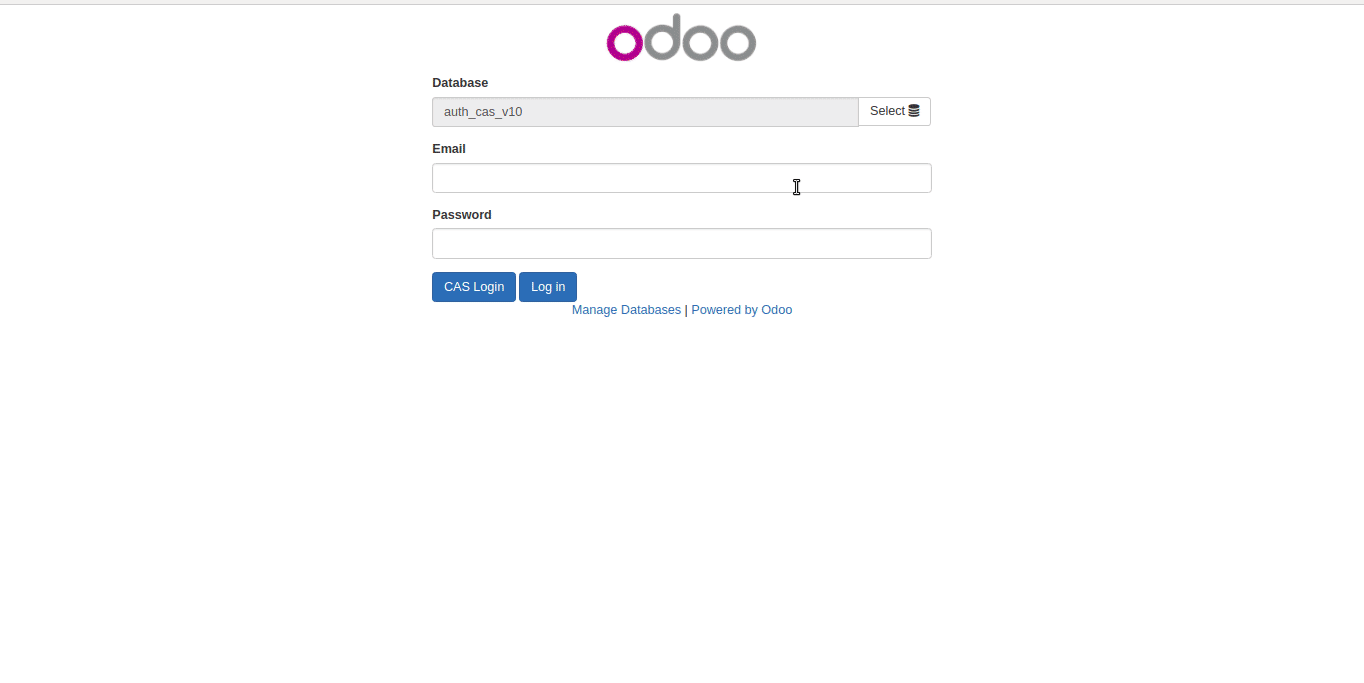 odoo
Database
auth_cas_v10 Select
Email
Password
CAS Login Log in
Manage Databases | Powered by Odoo